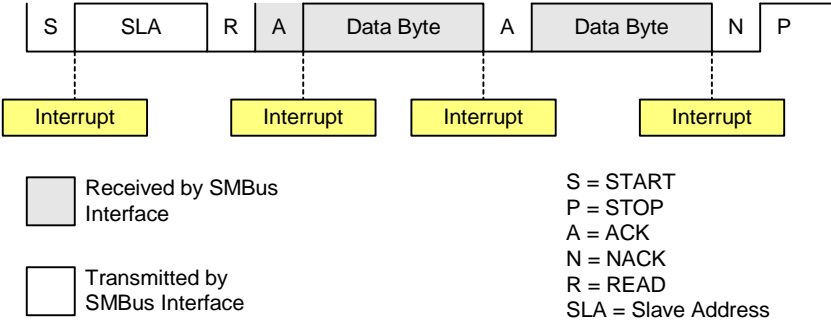 S SLA R A Data Byte A Data Byte N P
Interrupt Interrupt Interrupt Interrupt
Received by SMBus
Interface
Transmitted by
SMBus Interface
S = START
P = STOP
A = ACK
N = NACK
R = READ
SLA = Slave Address